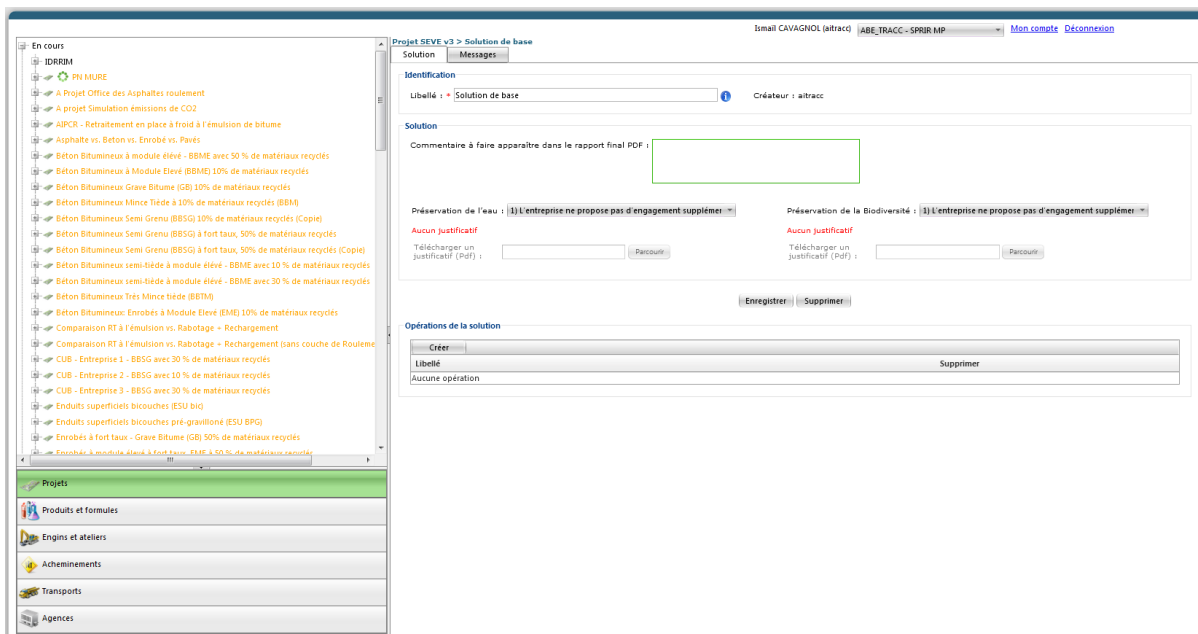 Ismail CAVAGNOL (aitracc) ABE_TRACC - SPRIR MP Mon compte Déconnexion
En cours
IDRRIM
PN MURE
A Projet Office des Asphaltes roulement
A projet Simulation émissions de CO2
AIPCR - Retraitement en place à froid à l'émulsion de bitume
Asphalte vs. Beton vs. Enrobé vs. Pavés
Béton Bitumineux à module élévé - BBME avec 50 % de matériaux recyclés
Béton Bitumineux à Module Elevé (BBME) 10% de matériaux recyclés
Béton Bitumineux Grave Bitume (GB) 10% de matériaux recyclés
Béton Bitumineux Mince Tiède à 10% de matériaux recyclés (BBM)
Béton Bitumineux Semi Grenu (BBSG) 10% de matériaux recyclés (Copie)
Béton Bitumineux Semi Grenu (BBSG) à fort taux, 50% matériaux recyclés
Béton Bitumineux Semi Grenu (BBSG) à fort taux, 50% matériaux recyclés (Copie)
Béton Bitumineux semi-tiède à module élévé - BBME avec 10 % de matériaux recyclés
Béton Bitumineux semi-tiède à module élévé - BBME avec 30 % de matériaux recyclés
Béton Bitumineux Très Mince tiède (BBTM)
Béton Bitumineux: Enrobés à Module Elevé (EME) 10% de matériaux recyclés
Comparaison RT à l'émulsion vs. Rabotage + Rechargement
Comparaison RT à l'émulsion vs. Rabotage + Rechargement (sans couche de Rouleme
CUB - Entreprise 1 - BBSG avec 30 % de matériaux recyclés
CUB - Entreprise 2 - BBSG avec 10 % de matériaux recyclés
CUB - Entreprise 3 - BBSG avec 30 % de matériaux recyclés
Enduits superficiels bicouches (ESU bic)
Enduits superficiels bicouches pré-gravilloné (ESU BPG)
Enrobés à fort taux - Grave Bitume (GB) 50% de matériaux recyclés
Enrobés à module élevé à fort taux, EME à 50 % de matériaux recyclés
Projets
Produits et formules
Engins et ateliers
Acheminements
Transports
Agences
Projet SEVE v3 > Solution de base
Solution Messages
Identification
Libellé : * Solution de base Créateur : aitracc
Solution
Commentaire à faire apparaître dans le rapport final PDF :
Préservation de l'eau : 1) L'entreprise ne propose pas d'engagement supplémer Préservation de la Biodiversité : 1) L'entreprise ne propose pas d'engagement supplémer
Aucun justificatif Aucun justificatif
Télécharger un justificatif (Pdf) : Parcourir Télécharger un justificatif (Pdf) : Parcourir
Enregistrer Supprimer
Opérations de la solution
Créer
Libellé Supprimer
Aucune opération